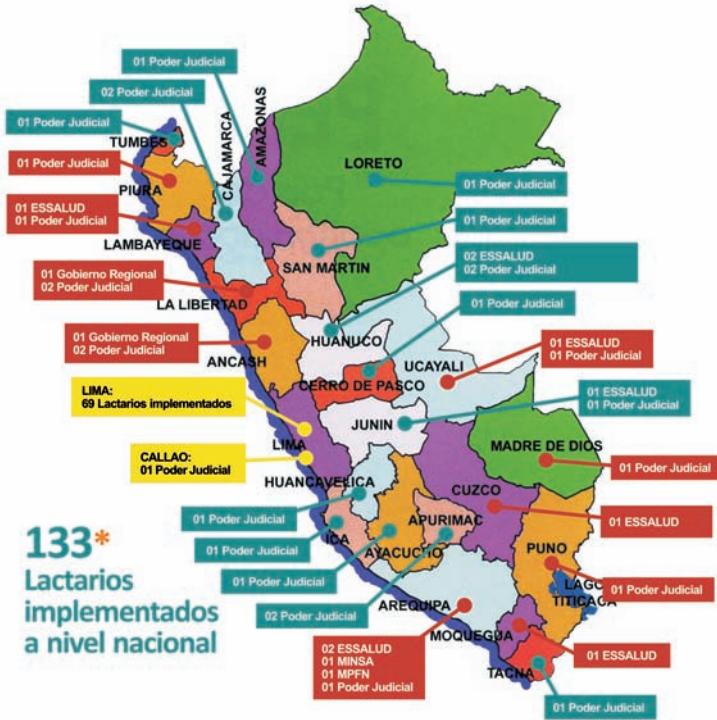 01 Poder Judicial
02 Poder Judicial
01 Poder Judicial
TUMBES
CAJAMARCA
AMAZONAS
01 Poder Judicial
PIURA
LORETO
01 Poder Judicial
01 ESSALUD
01 Poder Judicial
LAMBAYEQUE
01 Poder Judicial
SAN MARTIN
02 ESSALUD
02 Poder Judicial
01 Gobierno Regional
02 Poder Judicial
LA LIBERTAD
01 Poder Judicial
01 Gobierno Regional
02 Poder Judicial
ANCASH
HUANUCO
UCAYALI
01 ESSALUD
01 Poder Judicial
CERRO DE PASCO
LIMA:
69 Lactarios implementados
01 ESSALUD
01 Poder Judicial
JUNIN
LIMA
MADRE DE DIOS
CALLAO:
01 Poder Judicial
01 Poder Judicial
HUANCAVELICA
CUZCO
01 Poder Judicial
01 ESSALUD
ICA
APURIMAC
01 Poder Judicial
AYACUCHO
PUNO
133*
Lactarios
implementados
a nivel nacional
01 Poder Judicial
LAGO
TITICACA
01 Poder Judicial
02 Poder Judicial
AREQUIPA
MOQUEGUA
02 ESSALUD
01 MINSA
01 MPFN
01 Poder Judicial
01 ESSALUD
TACNA
01 Poder Judicial